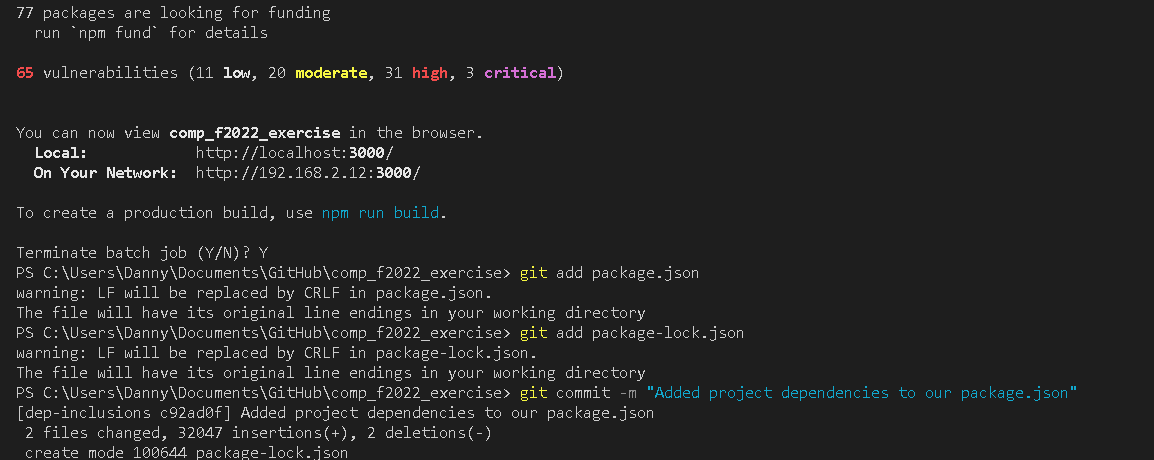 77 packages are looking for funding
run `npm fund` for details
65 vulnerabilities (11 low, 20 moderate, 31 high, 3 critical)
You can now view comp_f2022_exercise in the browser.
Local: http://localhost:3000/
On Your Network: http://192.168.2.12:3000/
To create a production build, use npm run build.
Terminate batch job (Y/N)? Y
PS C:\Users\Danny\Documents\GitHub\comp_f2022_exercise> git add package.json
warning: LF will be replaced by CRLF in package.json.
The file will have its original line endings in your working directory
PS C:\Users\Danny\Documents\GitHub\comp_f2022_exercise> git add package-lock.json
warning: LF will be replaced by CRLF in package-lock.json.
The file will have its original line endings in your working directory
PS C:\Users\Danny\Documents\GitHub\comp_f2022_exercise> git commit -m "Added project dependencies to our package.json"
[dep-inclusions c92ad0f] Added project dependencies to our package.json
2 files changed, 32047 insertions(+), 2 deletions(-)
create mode 100644 package-lock.json